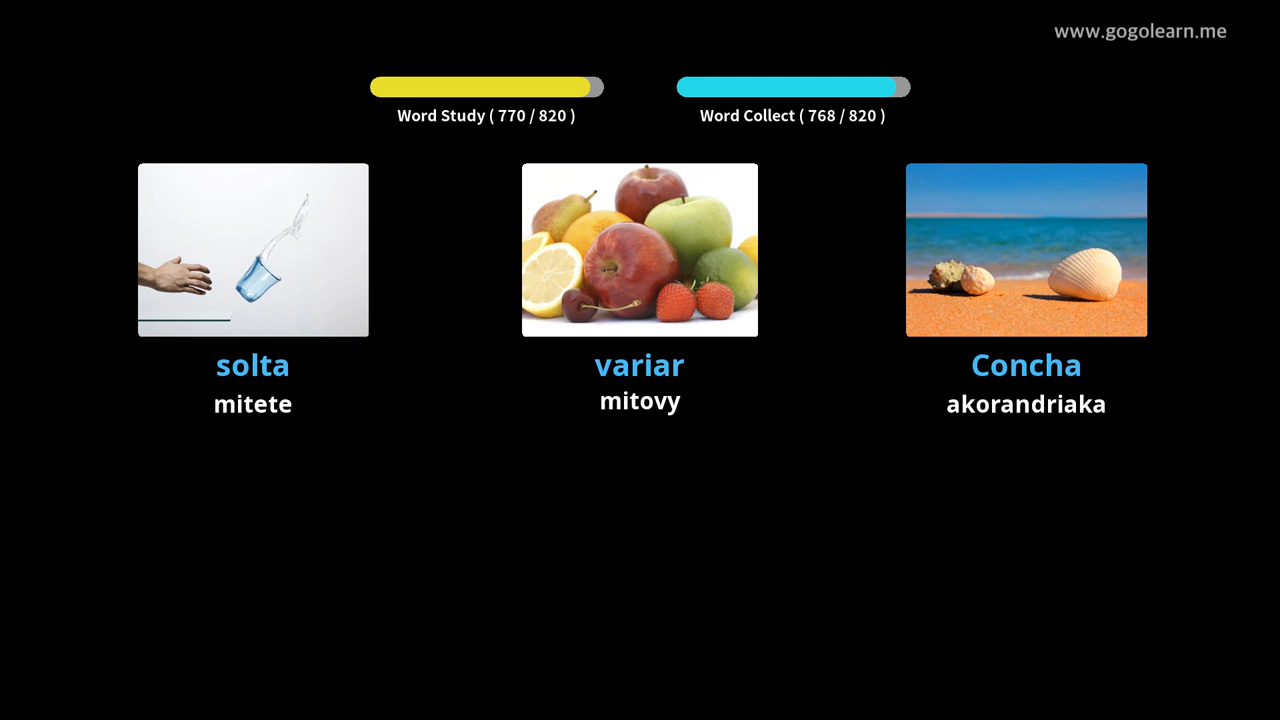 www.gogolearn.me
Word Study ( 770 / 820 )
Word Collect ( 768 / 820 )
solta
mitete
variar
mitovy
Concha
akorandriaka